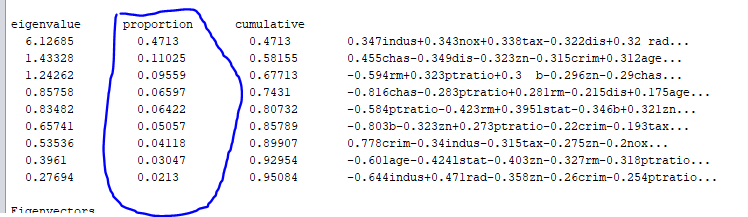 eigenvalue proportion cumulative
6.12685 0.4713 0.4713 0.347indus+0.343nox+0.338tax-0.322dis+0.32 rad...
1.43328 0.11025 0.58155 0.455chas-0.349dis-0.323zn-0.315crim+0.312age...
1.24262 0.09559 0.67713 -0.594rm+0.323ptratio+0.3 b-0.296zn-0.29chas...
0.85758 0.06597 0.7431 -0.816chas-0.283ptratio+0.281rm-0.215dis+0.175age...
0.83482 0.06422 0.80732 -0.584ptratio-0.423rm+0.395lstat-0.346b+0.321zn...
0.65741 0.05057 0.85789 -0.803b-0.323zn+0.273ptratio-0.22crim-0.193tax...
0.53536 0.04118 0.89907 0.778crim-0.34indus-0.315tax-0.275zn-0.2nox...
0.3961 0.03047 0.92954 -0.601age-0.424lstat-0.403zn-0.327rm-0.318ptratio...
0.27694 0.0213 0.95084 -0.644indus+0.471rad-0.358zn-0.26crim-0.254ptratio...
Eigenvectors